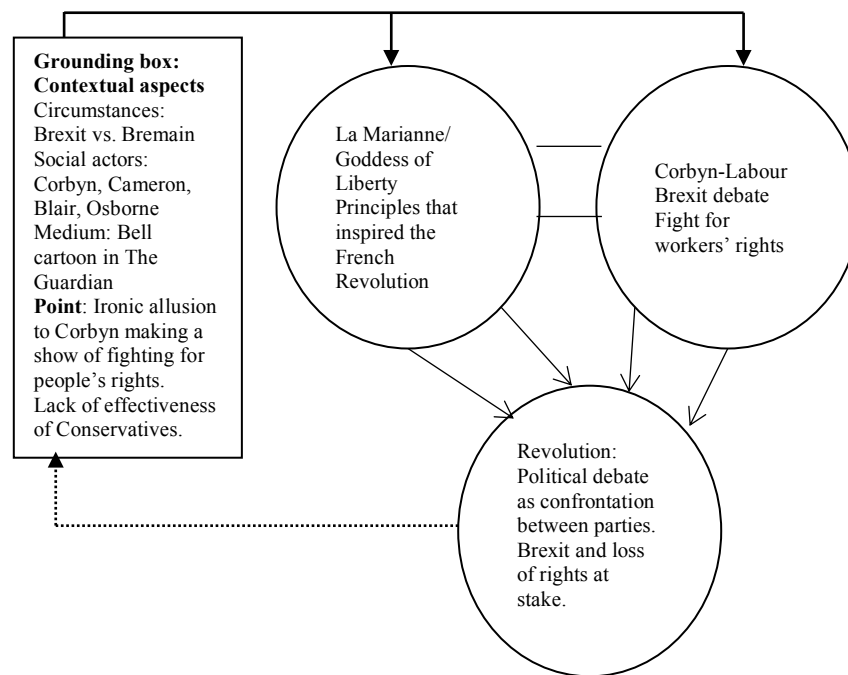 Grounding box:
Contextual aspects
Circumstances:
Brexit vs. Bremain
Social actors:
Corbyn, Cameron,
Blair, Osborne
Medium: Bell
cartoon in The
Guardian
Point: Ironic allusion
to Corbyn making a
show of fighting for
people's rights.
Lack of effectiveness
of Conservatives.
La Marianne/
Goddess of
Liberty
Principles that
inspired the
French
Revolution
Corbyn-Labour
Brexit debate
Fight for
workers' rights
Revolution:
Political debate
as confrontation
between parties.
Brexit and loss
of rights at
stake.